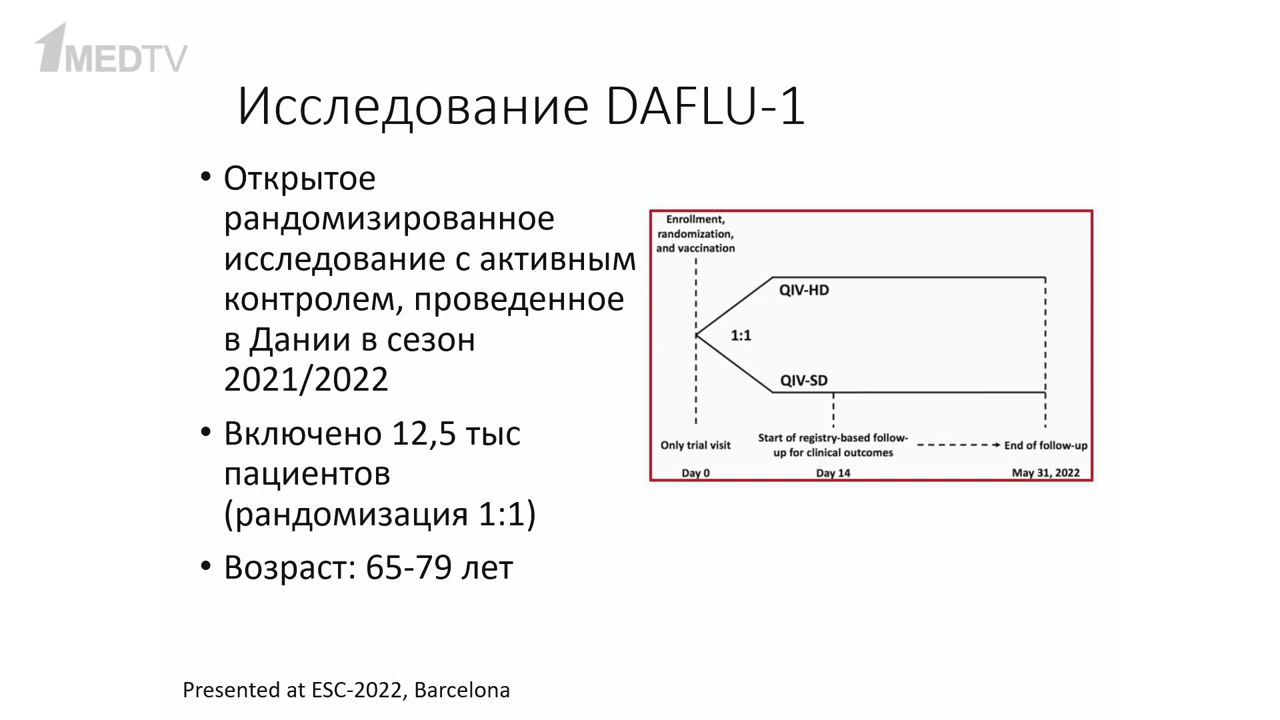 1MEDTV
Исследование DAFLU-1
• Открытое
рандомизированное
исследование с активным
контролем, проведенное
в Дании в сезон
2021/2022
• Включено 12,5 тыс
пациентов
(рандомизация 1:1)
• Возраст: 65-79 лет
Enrollment,
randomization,
and vaccination
QIV-HD
1:1
QIV-SD
Only trial visit
Start of registry-based follow-
up for clinical outcomes
End of follow-up
Day 0
Day 14
May 31, 2022
Presented at ESC-2022, Barcelona